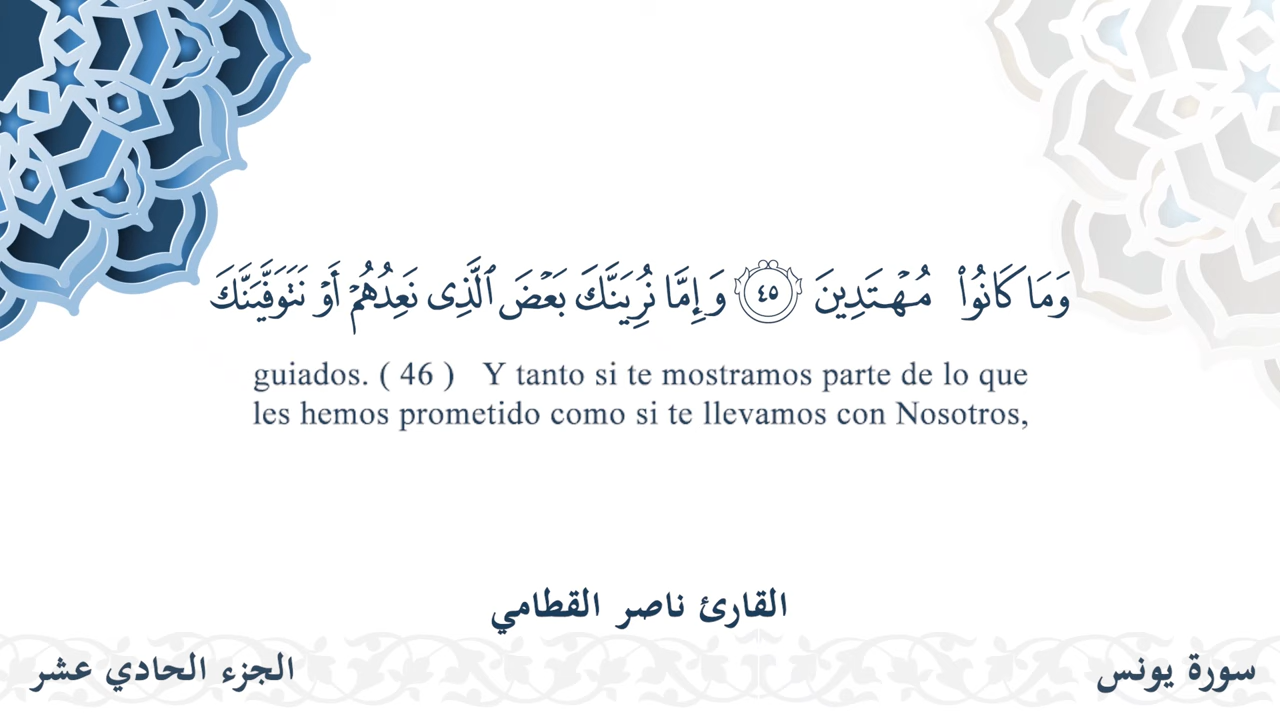 وَمَا كَانُوا۟ مُهْتَدِينَ ٤٥ وَإِمَّا نُرِيَنَّكَ بَعْضَ ٱلَّذِى نَعِدُهُمْ أَوْ نَتَوَفَّيَنَّكَ
guiados. ( 46 ) Y tanto si te mostramos parte de lo que
les hemos prometido como si te llevamos con Nosotros,
القارئ ناصر القطامي
سورة يونس
الجزء الحادي عشر